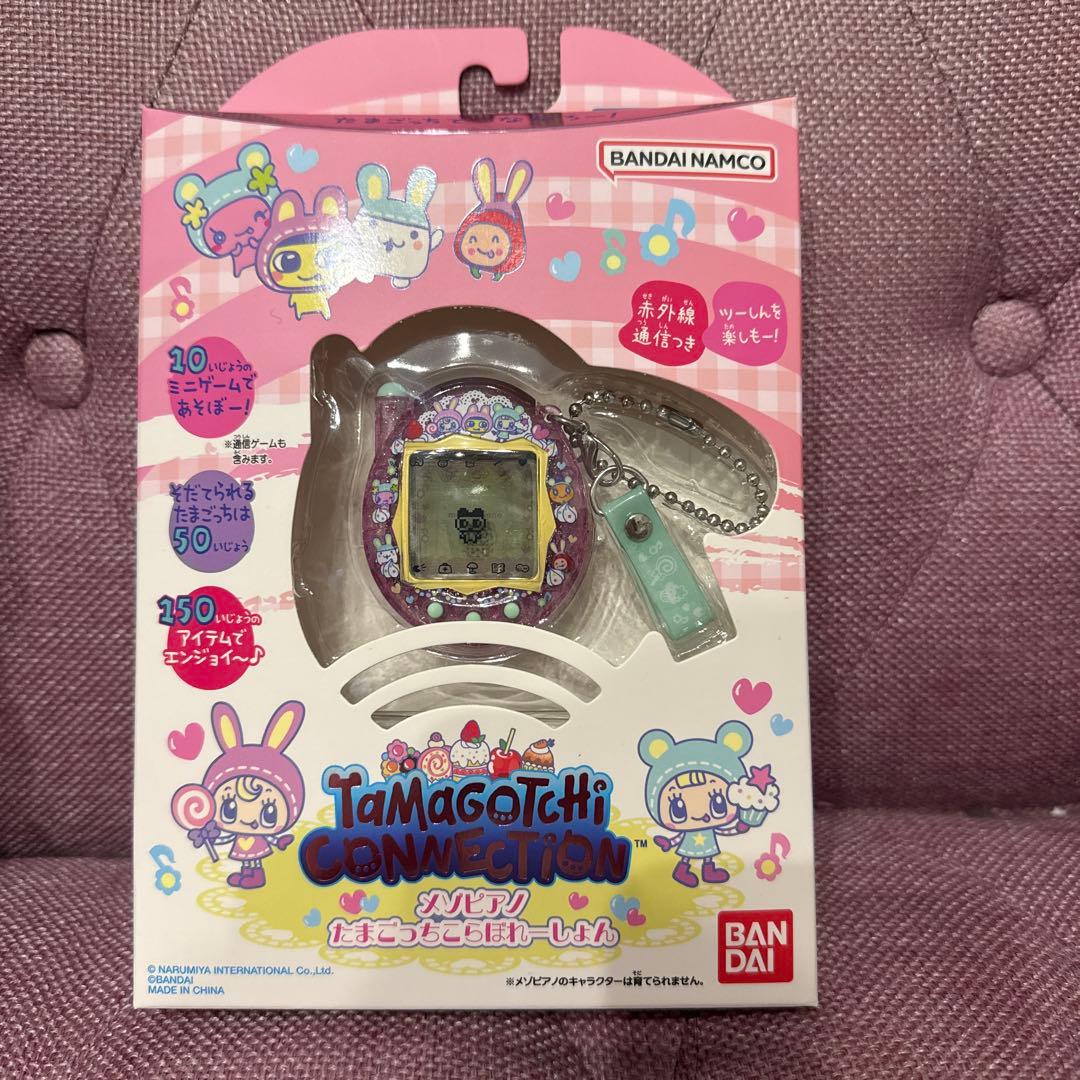 BANDAI NAMCO
赤外線
通信つき
ツーしんを
楽しもー!
10いじょうの
ミニゲームで
あそぼー!
※通信ゲームも
含みます。
そだてられる
たまごっちは
50いじょう
150いじょうの
アイテムで
エンジョイ〜♪
TAMAGOTCHI
CONNECTION™
メゾピアノ
たまごっちこらぼれーしょん
© NARUMIYA INTERNATIONAL Co.,Ltd.
©BANDAI
MADE IN CHINA
※メゾピアノのキャラクターは育てられません。
BAN
DAI